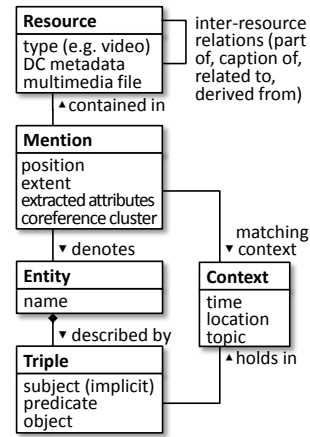 Resource
type (e.g. video)
DC metadata
multimedia file
inter-resource
relations (part
of, caption of,
related to,
derived from)
▲ contained in
Mention
position
extent
extracted attributes
coreference cluster
▼ denotes
matching
▼ context
Entity
name
Context
time
location
topic
▼ described by
▲ holds in
Triple
subject (implicit)
predicate
object